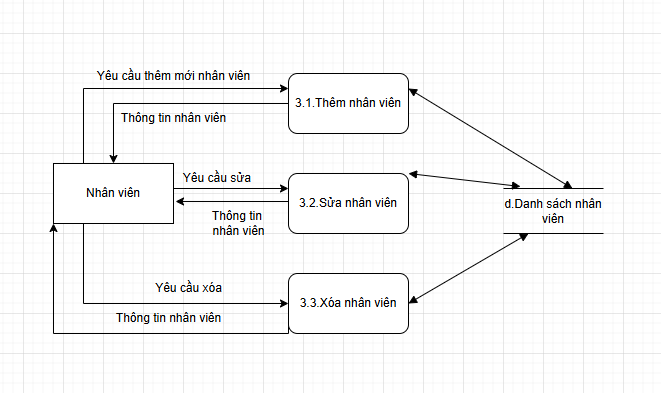 Yêu cầu thêm mới nhân viên
3.1.Thêm nhân viên
Thông tin nhân viên
Yêu cầu sửa
Nhân viên
3.2.Sửa nhân viên
d.Danh sách nhân
viên
Thông tin
nhân viên
Yêu cầu xóa
3.3.Xóa nhân viên
Thông tin nhân viên